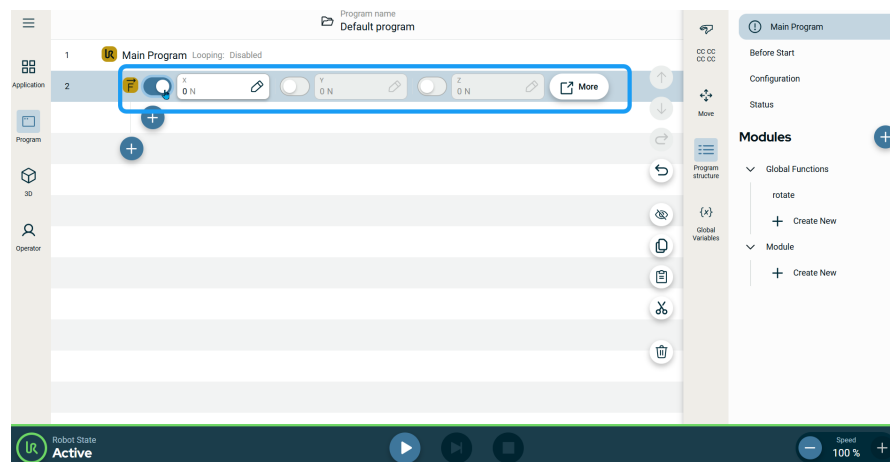 Program name
Default program
Main Program
Before Start
Configuration
Status
Modules
Global Functions
rotate
Create New
Module
Create New
Application
Program
3D
Operator
1
UR
Main Program Looping: Disabled
2
F
X
0 N
Y
0 N
Z
0 N
More
CC CC
CC CC
Move
Program
structure
{x}
Global
Variables
UR
Robot State
Active
Speed
100 %